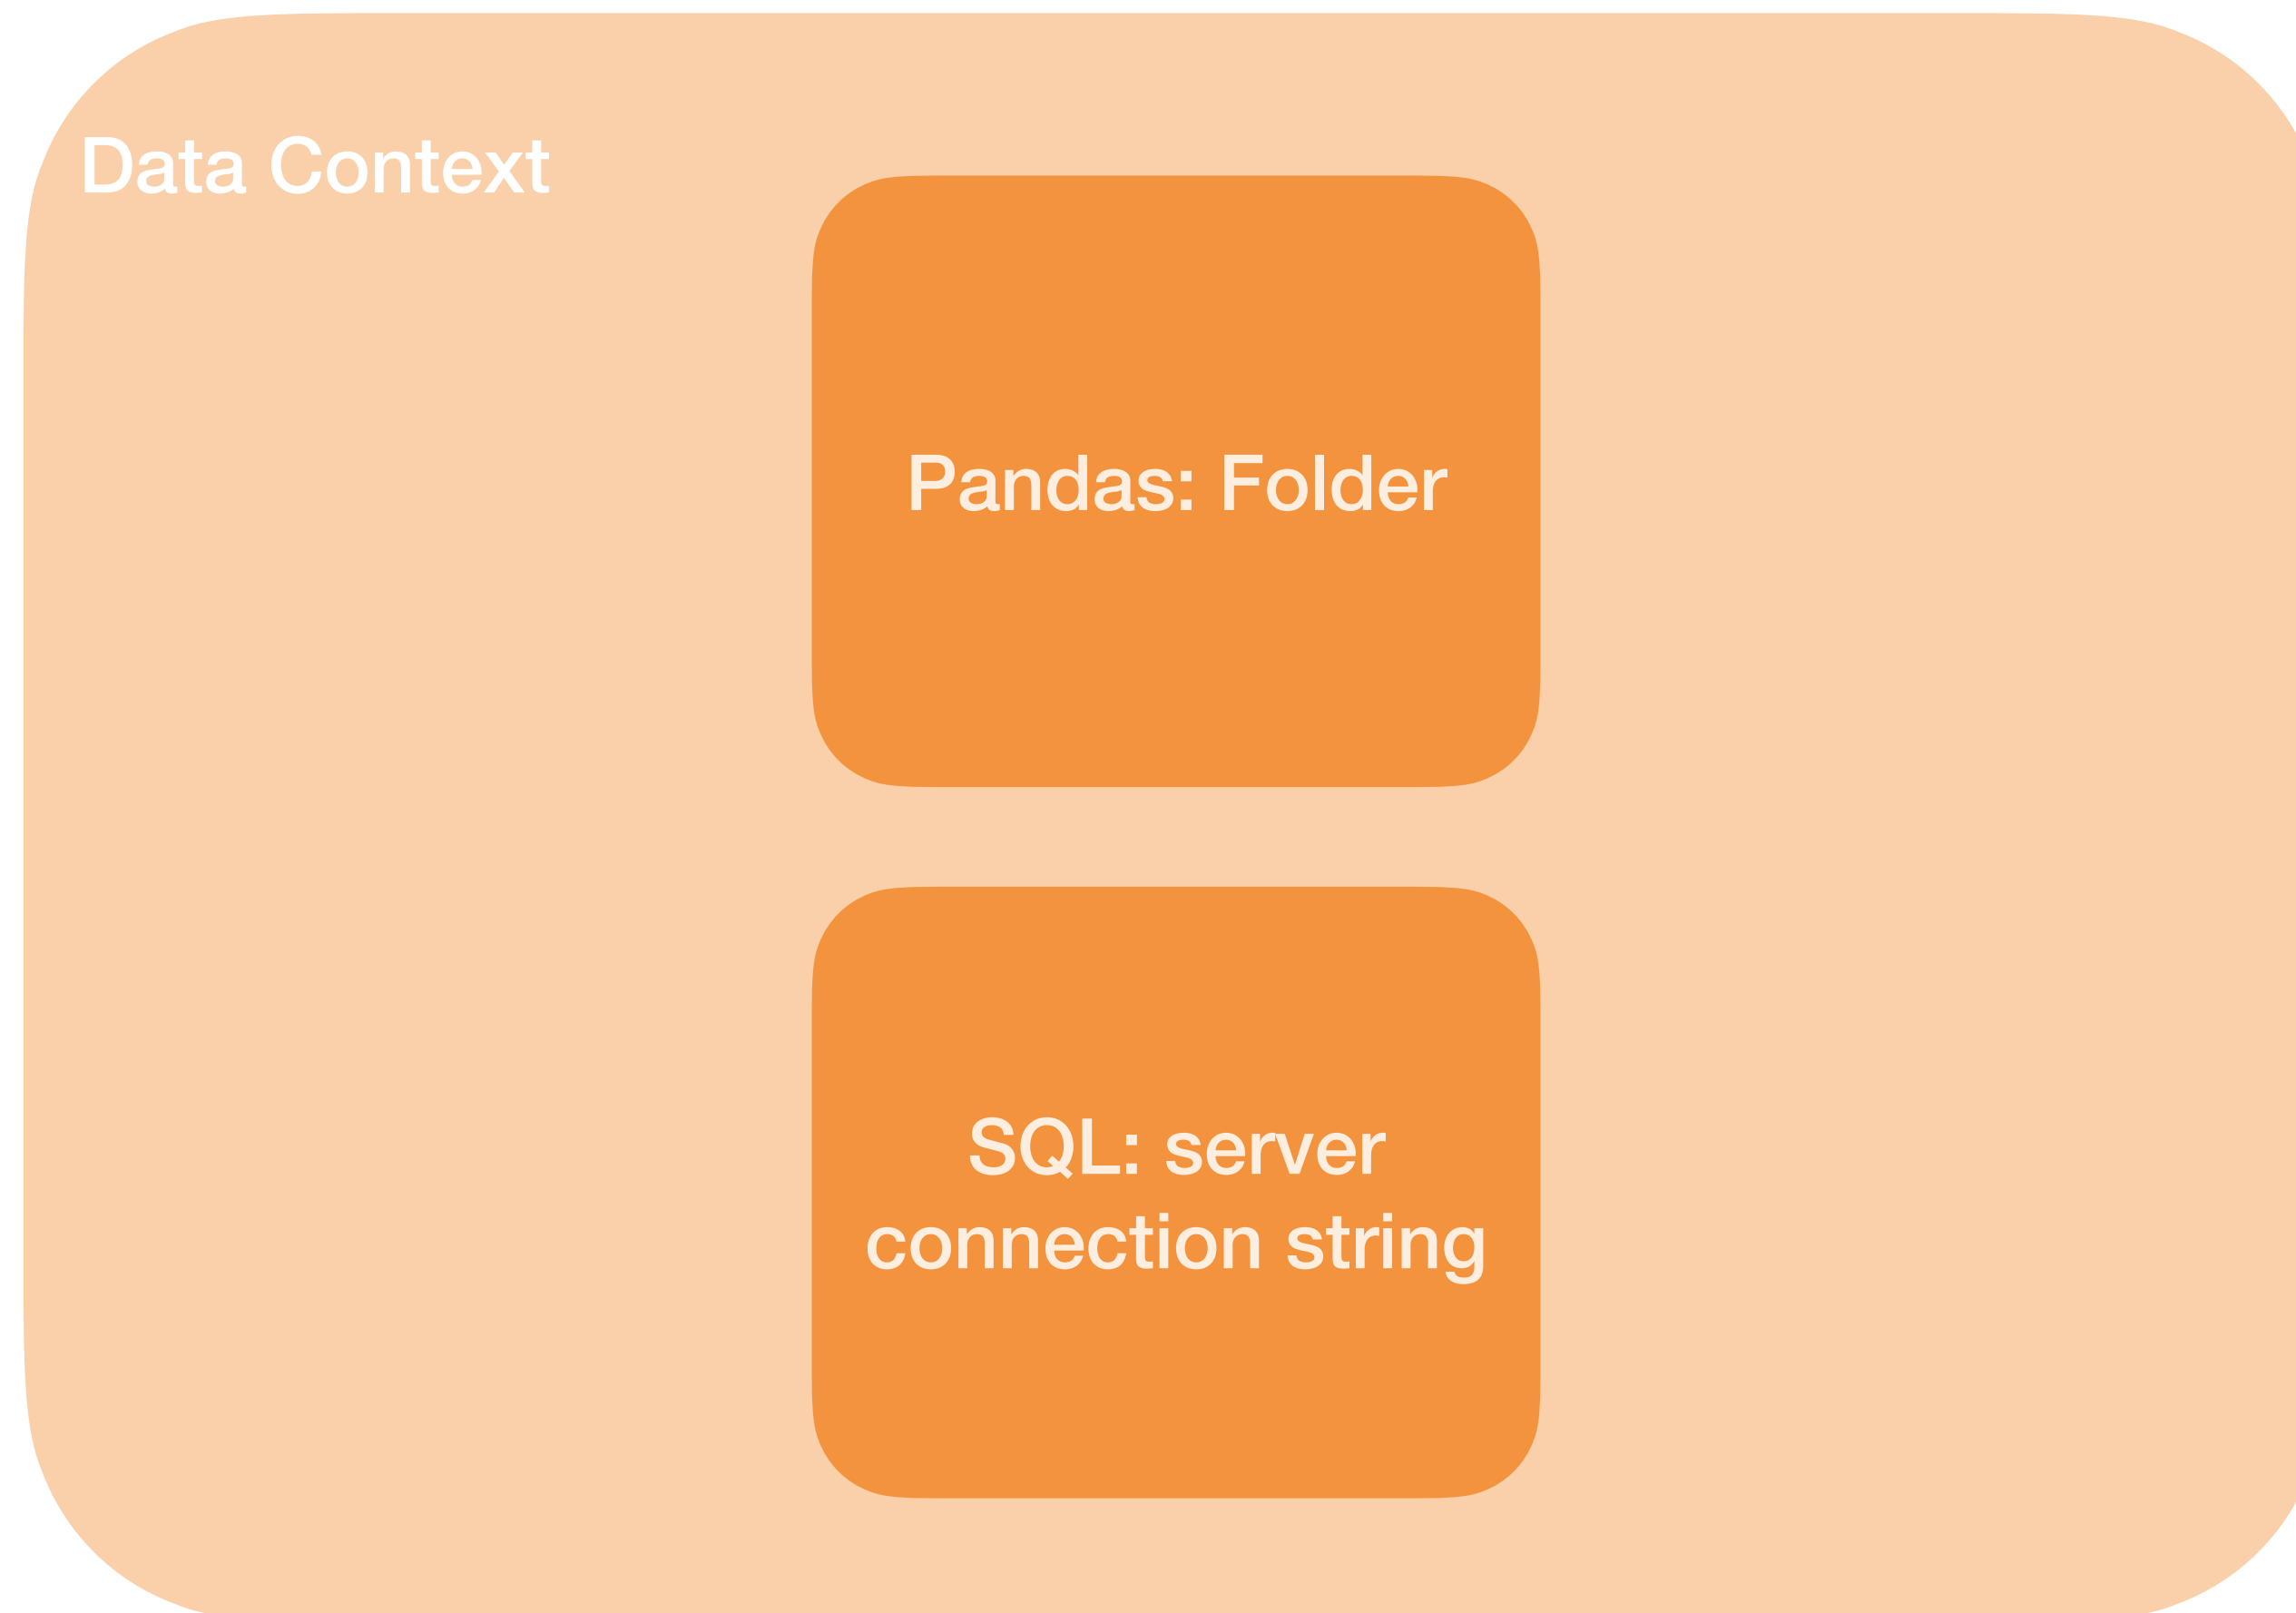 Data Context
Pandas: Folder
SQL: server
connection string